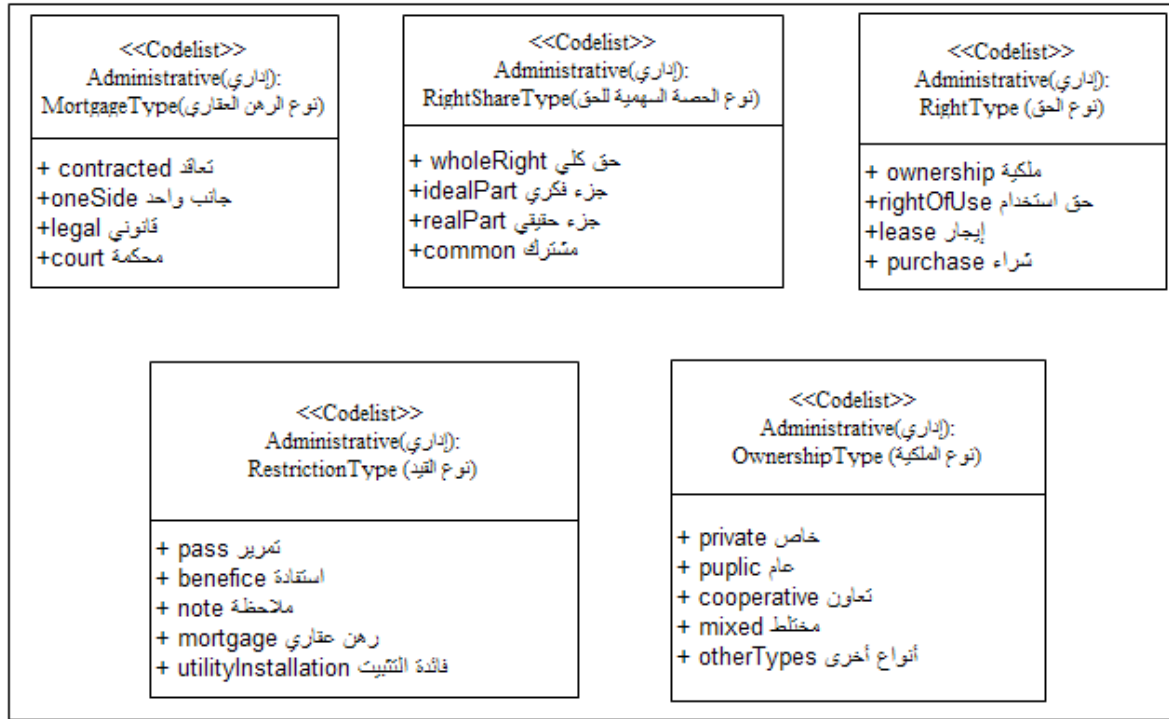 <<Codelist>>
Administrative(إداري):
MortgageType(نوع الرهن العقاري)
+ contracted تعاقد
+oneSide جانب واحد
+legal قانوني
+court محكمة
<<Codelist>>
Administrative(إداري):
RightShareType(نوع الحصة السهمية للحق)
+ wholeRight حق كلي
+idealPart جزء فكري
+realPart جزء حقيقي
+common مشترك
<<Codelist>>
Administrative(إداري):
RightType (نوع الحق)
+ ownership ملكية
+rightOfUse حق استخدام
+lease إيجار
+ purchase شراء
<<Codelist>>
Administrative(إداري):
RestrictionType (نوع القيد)
+ pass تمرير
+ benefice استفادة
+ note ملاحظة
+ mortgage رهن عقاري
+ utilityInstallation فائدة التثبيت
<<Codelist>>
Administrative(إداري):
OwnershipType (نوع الملكية)
+ private خاص
+ puplic عام
+ cooperative تعاون
+ mixed مختلط
+ otherTypes أنواع أخرى